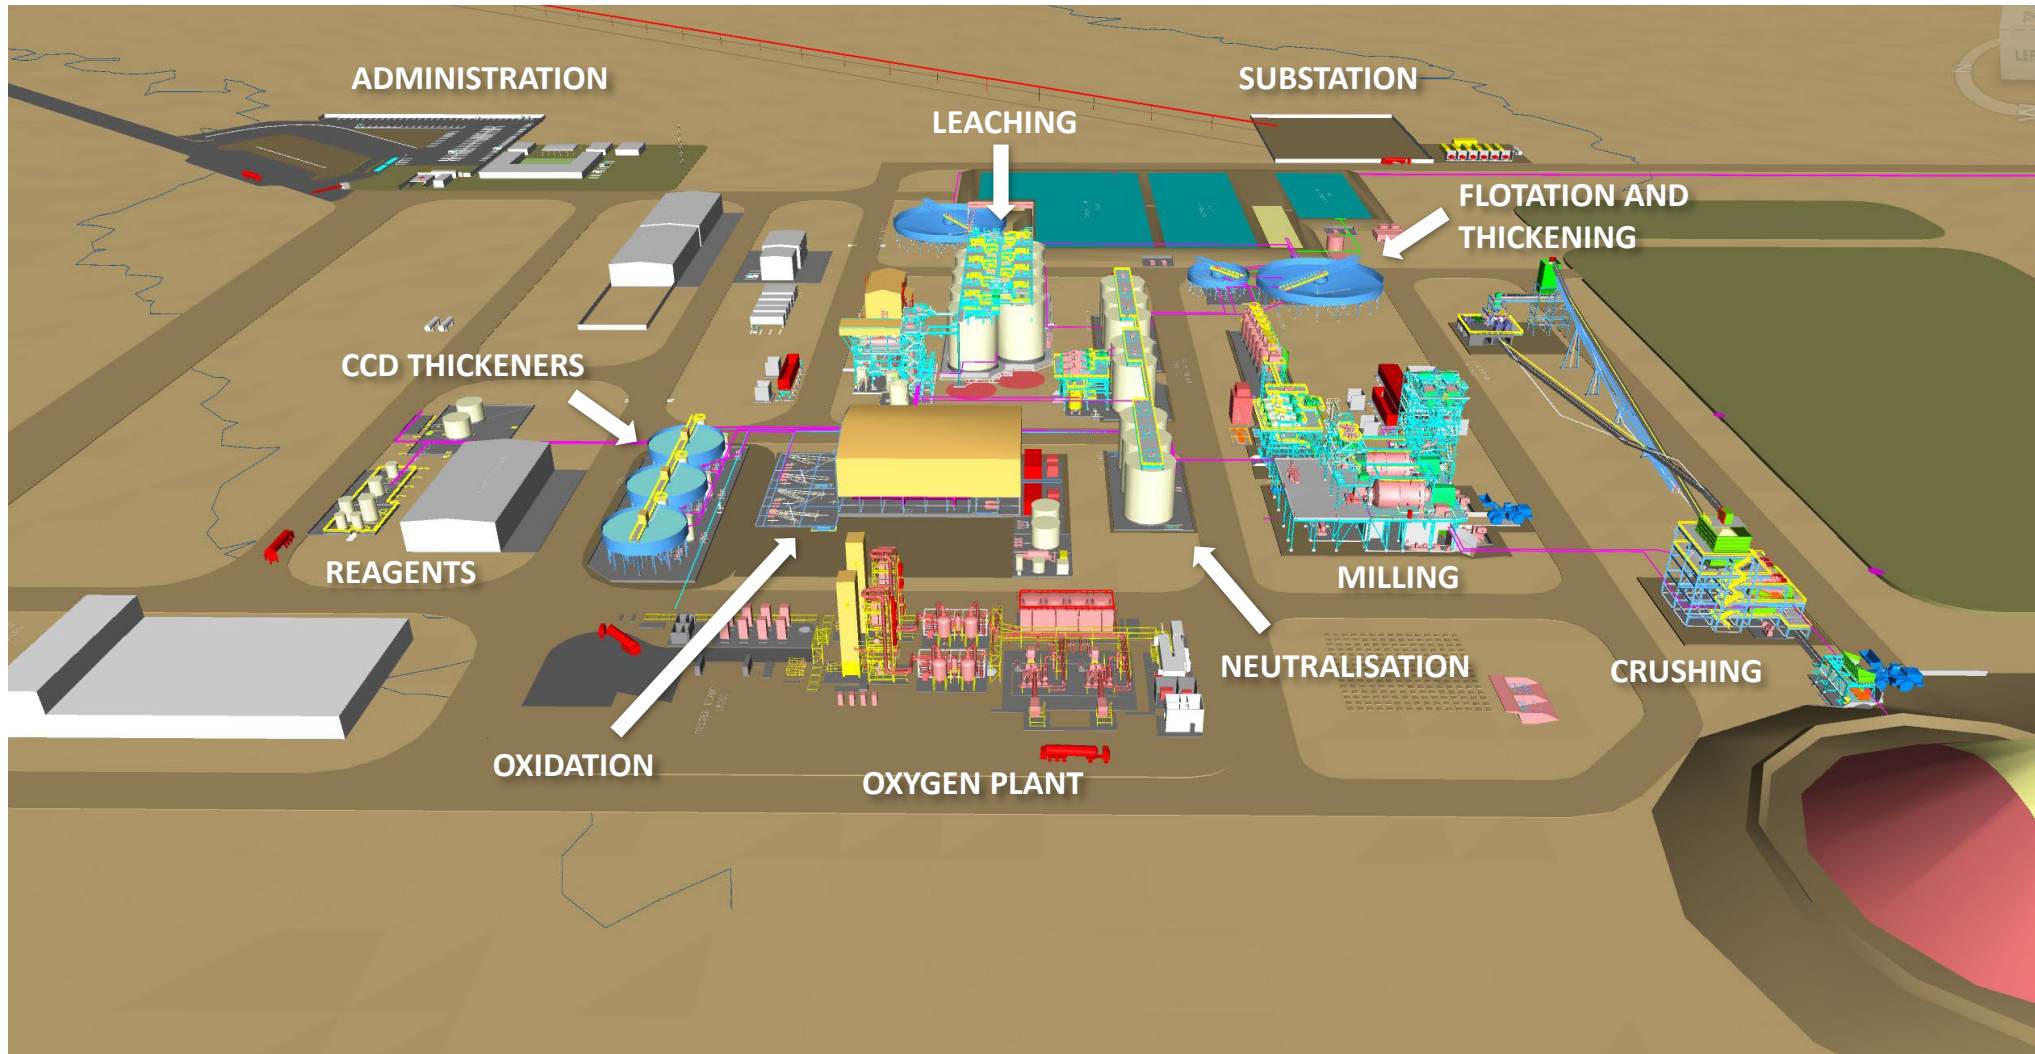 ADMINISTRATION
SUBSTATION
LEACHING
FLOTATION AND
THICKENING
CCD THICKENERS
REAGENTS
MILLING
NEUTRALISATION
CRUSHING
OXIDATION
OXYGEN PLANT